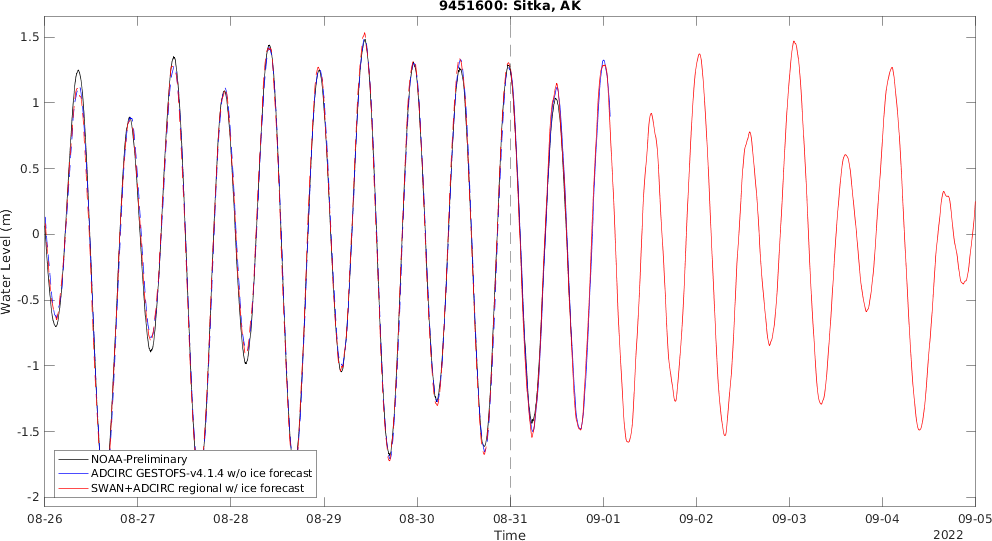 9451600: Sitka, AK
1.5
1
0.5
0
-0.5
-1
-1.5
-2
Water Level (m)
NOAA-Preliminary
ADCIRC GESTOFS-v4.1.4 w/o ice forecast
SWAN+ADCIRC regional w/ ice forecast
08-26 08-27 08-28 08-29 08-30 08-31 09-01 09-02 09-03 09-04 09-05
Time
2022